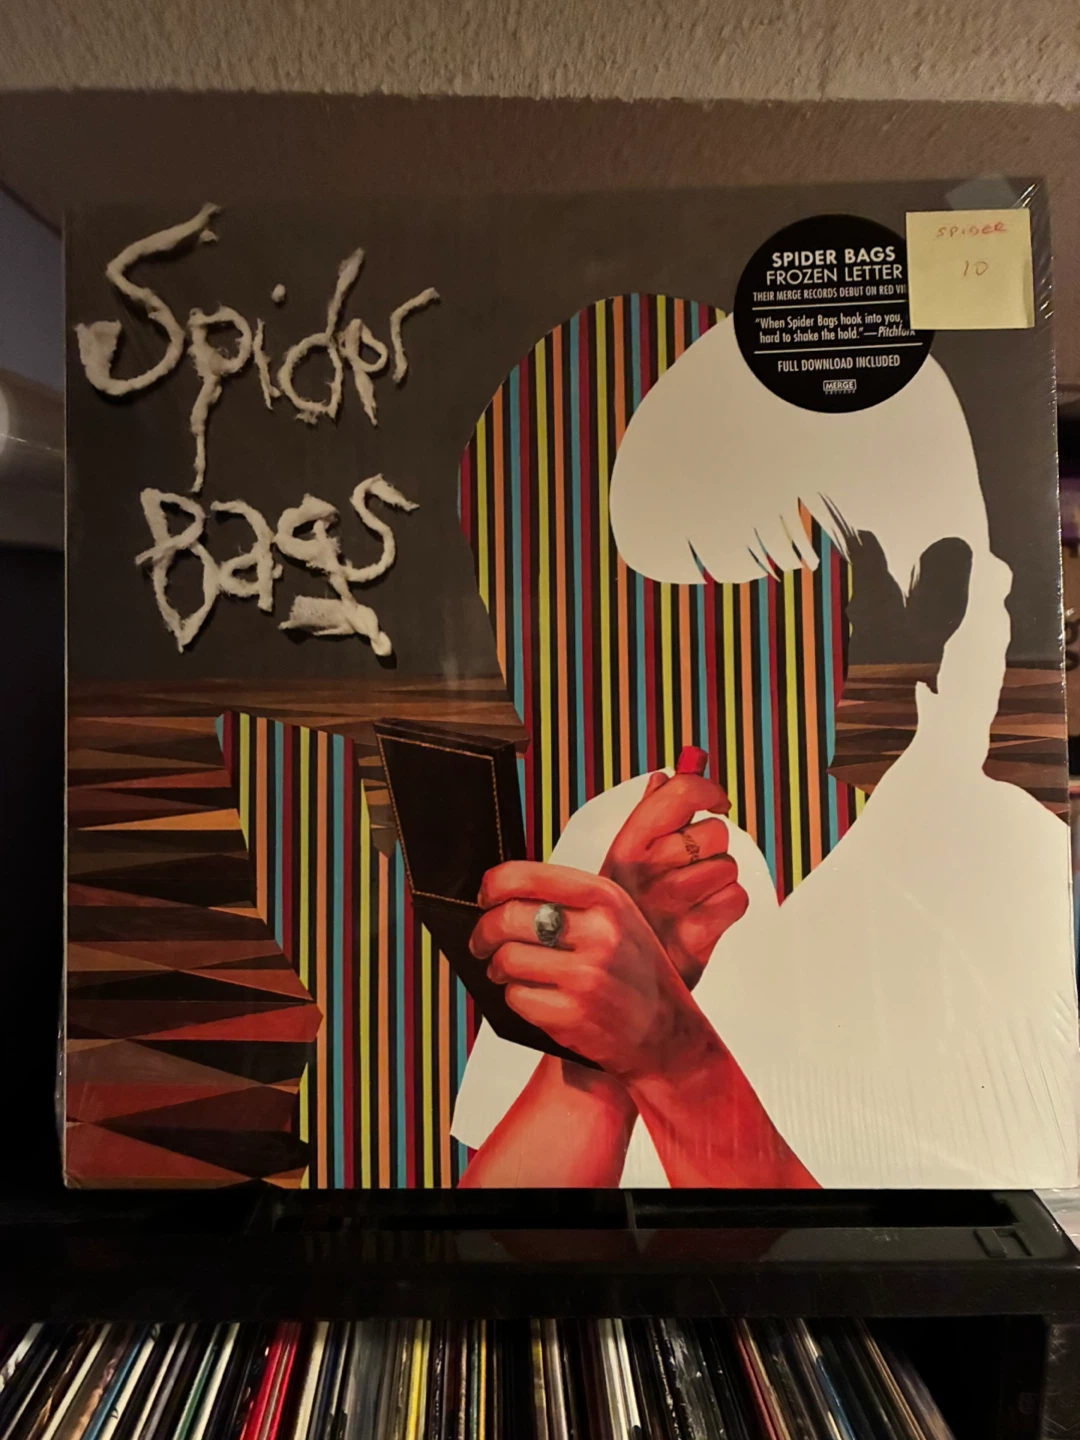 Spider
Bags
SPIDER BAGS
FROZEN LETTER
THEIR MERGE RECORDS DEBUT ON RED
"When Spider Bags hook into you,
hard to shake the hold."—Pitchfork
FULL DOWNLOAD INCLUDED
MERGE
RECORDS
SPIDER
10